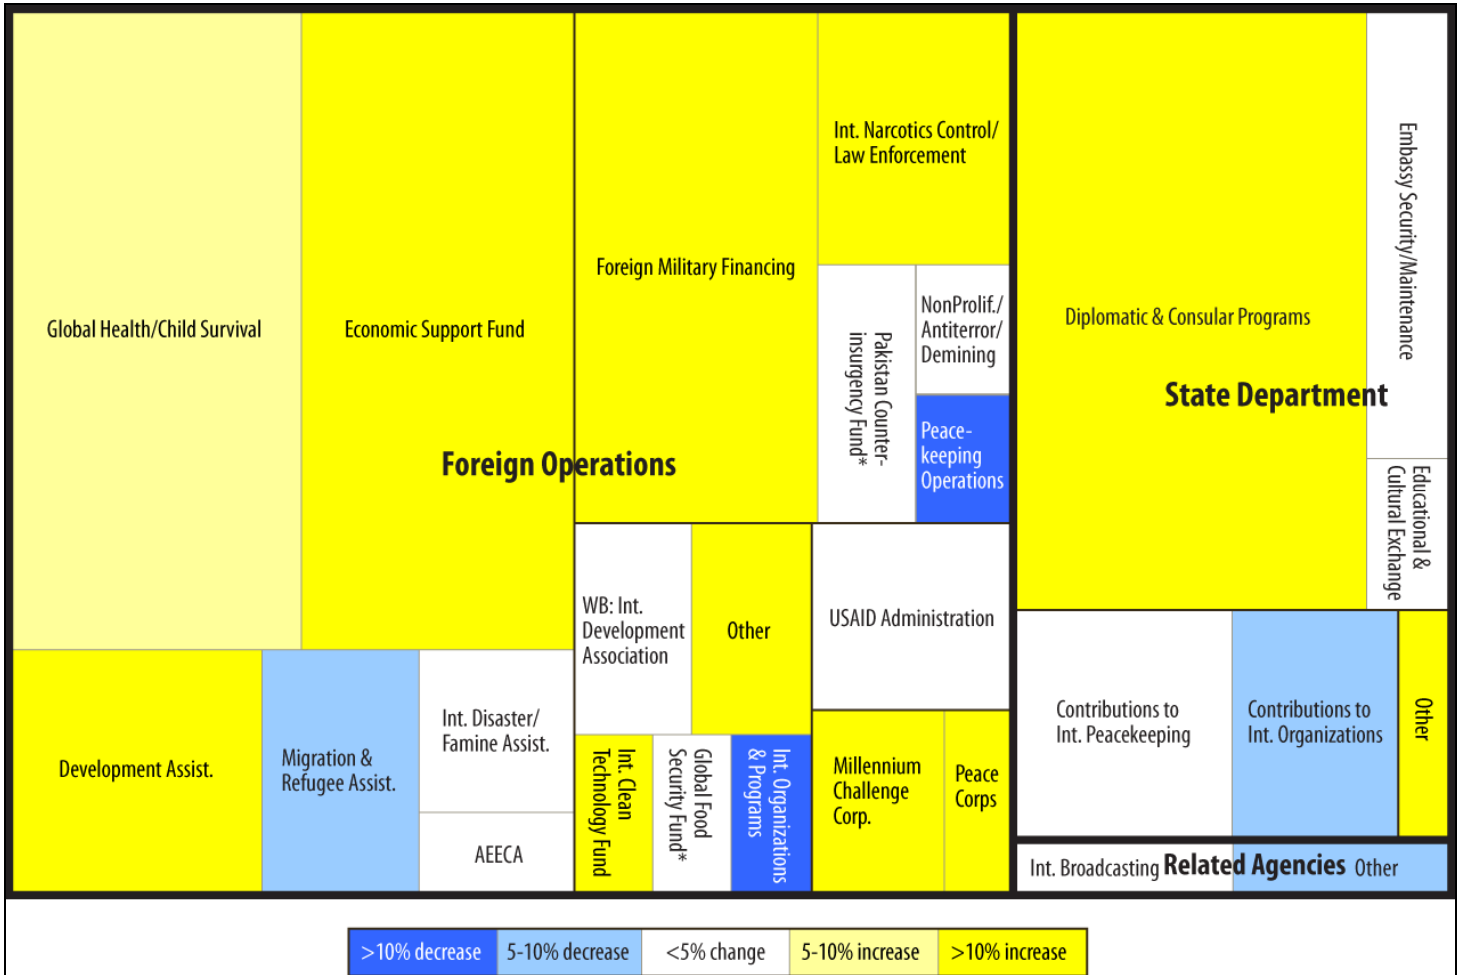 Global Health/Child Survival
Economic Support Fund
Foreign Military Financing
Int. Narcotics Control/
Law Enforcement
Pakistan Counter-
insurgency Fund*
NonProlif./
Antiterror/
Demining
Peace-
keeping
Operations
Foreign Operations
Development Assist.
Migration &
Refugee Assist.
Int. Disaster/
Famine Assist.
AEECA
WB: Int.
Development
Association
Other
Int. Clean
Technology Fund
Global Food
Security Fund*
Int. Organizations
& Programs
USAID Administration
Millennium
Challenge
Corp.
Peace
Corps
Diplomatic & Consular Programs
Embassy Security/Maintenance
State Department
Educational &
Cultural Exchange
Contributions to
Int. Peacekeeping
Contributions to
Int. Organizations
Other
Int. Broadcasting
Related Agencies
Other
>10% decrease
5-10% decrease
<5% change
5-10% increase
>10% increase